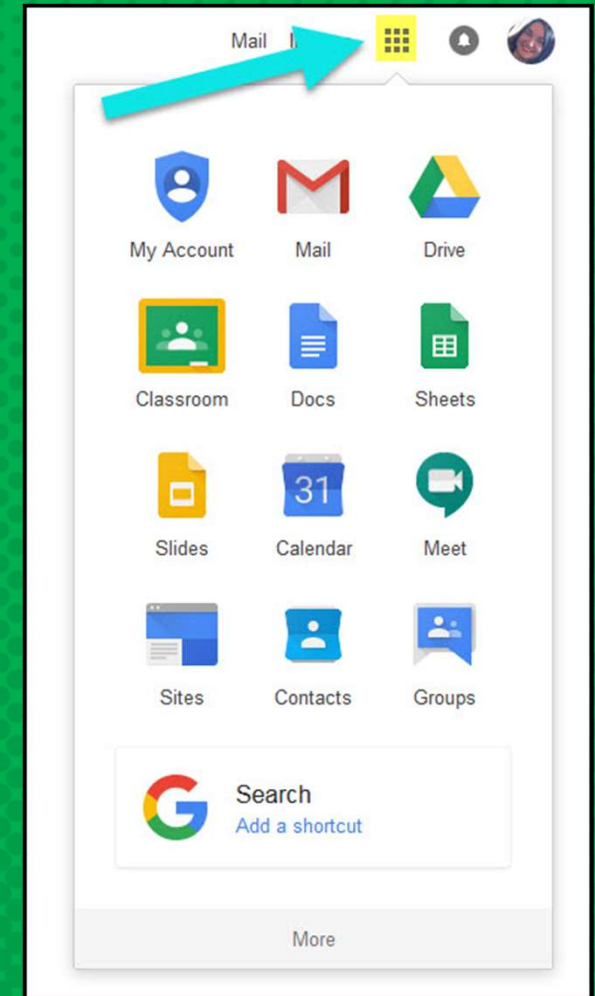 Mail
My Account Mail Drive
Classroom Docs Sheets
31
Slides Calendar Meet
Sites Contacts Groups
Search
Add a shortcut
More